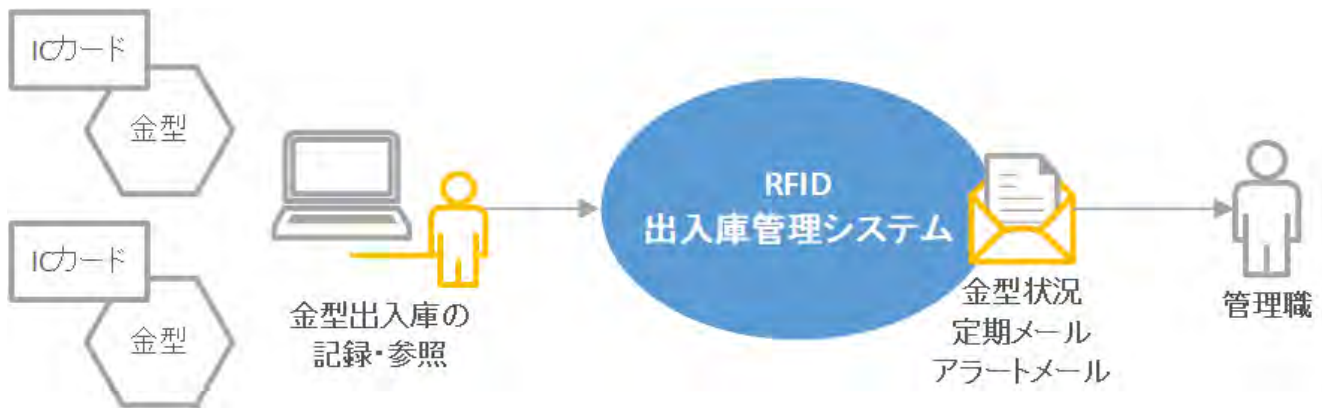 ICカード
金型
ICカード
金型
金型出入庫の
記録・参照
RFID
出入庫管理システム
金型状況
定期メール
アラートメール
管理職